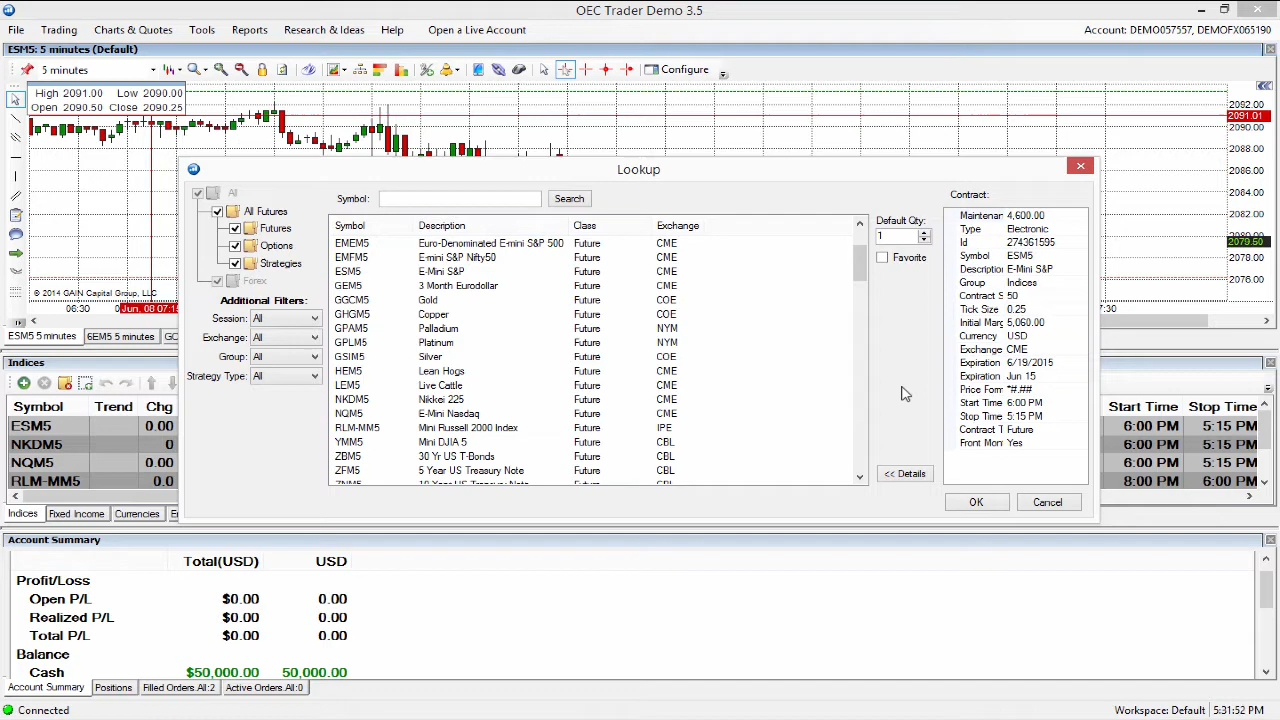 OEC Trader Demo 3.5
File Trading Charts & Quotes Tools Reports Research & Ideas Help Open a Live Account Account: DEMO057557, DEMOFX065190
ESM5: 5 minutes (Default)
5 minutes Configure
High 2091.00 Low 2090.00
Open 2090.50 Close 2090.25
2092.00
2091.01
2090.00
2088.00
2086.00
2084.00
2082.00
2080.00
2079.50
2078.00
2076.00
© 2014 GAIN Capital Group, LLC
06:30 Jun, 08 07:15 7:30
ESM5 5 minutes 6EM5 5 minutes
Lookup
All
All Futures
Futures
Options
Strategies
Forex
Additional Filters:
Session: All
Exchange: All
Group: All
Strategy Type: All
Symbol: Search
Symbol Description Class Exchange
EMEM5 Euro-Denominated E-mini S&P 500 Future CME
EMFM5 E-mini S&P Nifty50 Future CME
ESM5 E-Mini S&P Future CME
GEM5 3 Month Eurodollar Future CME
GGCM5 Gold Future COE
GHGM5 Copper Future COE
GPAM5 Palladium Future NYM
GPLM5 Platinum Future NYM
GSIM5 Silver Future COE
HEM5 Lean Hogs Future CME
LEM5 Live Cattle Future CME
NKDM5 Nikkei 225 Future CME
NQM5 E-Mini Nasdaq Future CME
RLM-MM5 Mini Russell 2000 Index Future IPE
YMM5 Mini DJIA 5 Future CBL
ZBM5 30 Yr US T-Bonds Future CBL
ZFM5 5 Year US Treasury Note Future CBL
ZNM5 10 Year US Treasury Note Future CBL
Default Qty:
1
Favorite
<< Details
Contract:
Maintenan 4,600.00
Type Electronic
Id 274361595
Symbol ESM5
Descriptio E-Mini S&P
Group Indices
Contract S 50
Tick Size 0.25
Initial Marg 5,060.00
Currency USD
Exchange CME
Expiration 6/19/2015
Expiration Jun 15
Price Form *#.##
Start Time 6:00 PM
Stop Time 5:15 PM
Contract T Future
Front Mon Yes
OK Cancel
Indices
Symbol Trend Chg Start Time Stop Time
ESM5 0.00 6:00 PM 5:15 PM
NKDM5 0 6:00 PM 5:15 PM
NQM5 0.00 6:00 PM 5:15 PM
RLM-MM5 0.0 8:00 PM 6:00 PM
Indices Fixed Income Currencies
Account Summary
Total(USD) USD
Profit/Loss
Open P/L $0.00 0.00
Realized P/L $0.00 0.00
Total P/L $0.00 0.00
Balance
Cash $50,000.00 50,000.00
Account Summary Positions Filled Orders.All:2 Active Orders.All:0
Connected Workspace: Default 5:31:52 PM